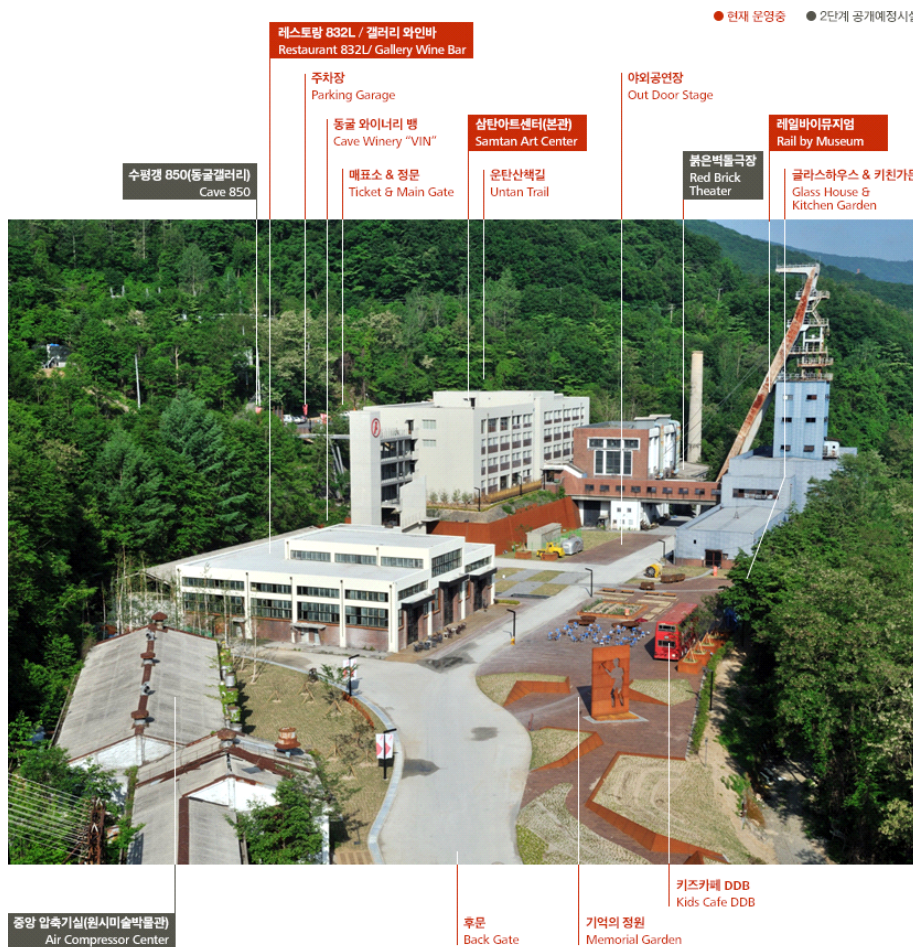 ● 현재 운영중 ● 2단계 공개예정시설
레스토랑 832L / 갤러리 와인바
Restaurant 832L/ Gallery Wine Bar
주차장
Parking Garage
야외공연장
Out Door Stage
동굴 와이너리 뱅
Cave Winery “VIN”
삼탄아트센터(본관)
Samtan Art Center
레일바이뮤지엄
Rail by Museum
수평갱 850(동굴갤러리)
Cave 850
매표소 & 정문
Ticket & Main Gate
운탄산책길
Untan Trail
붉은벽돌극장
Red Brick
Theater
글라스하우스 & 키친가든
Glass House &
Kitchen Garden
중앙 압축기실(원시미술박물관)
Air Compressor Center
후문
Back Gate
기억의 정원
Memorial Garden
키즈카페 DDB
Kids Cafe DDB